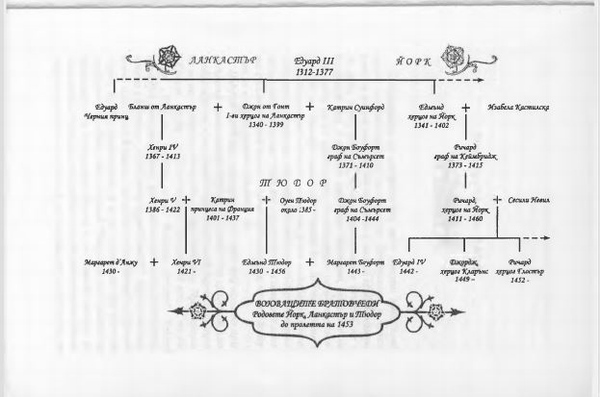 ЛАНКАСТЪР
Едуард III
1312-1377
ЙОРК
Едуард
Черния принц
Бланш от Ланкастър
+
Джон от Гонт
1-ви херцог на Ланкастър
1340 - 1399
+
Катрин Суинфорд
Едмънд
херцог на Йорк
1341 - 1402
+
Изабела Кастилска
Хенри IV
1367 - 1413
Джон Боуфорт
граф на Съмърсет
1371 - 1410
Ричард
граф на Кеймбридж
1373 - 1415
ТЮДОР
Хенри V
1386 - 1422
+
Катрин
принцеса на Франция
1401 - 1437
+
Оуен Тюдор
около 1385 -
Джон Боуфорт
граф на Съмърсет
1404 -1444
Ричард,
херцог на Йорк
1411 - 1460
+
Сесили Невил
Маргарет д'Анжу
1430 -
+
Хенри VI
1421 -
Едмънд Тюдор
1430 - 1456
+
Маргарет Боуфорт
1443 -
Едуард IV
1442 -
Джордж,
херцог Кларънс
1449 –
Ричард
херцог Глостър
1452 -
ВОЮВАЩИТЕ БРАТОВЧЕДИ
Родовете Йорк, Ланкастър и Тюдор
до пролетта на 1453